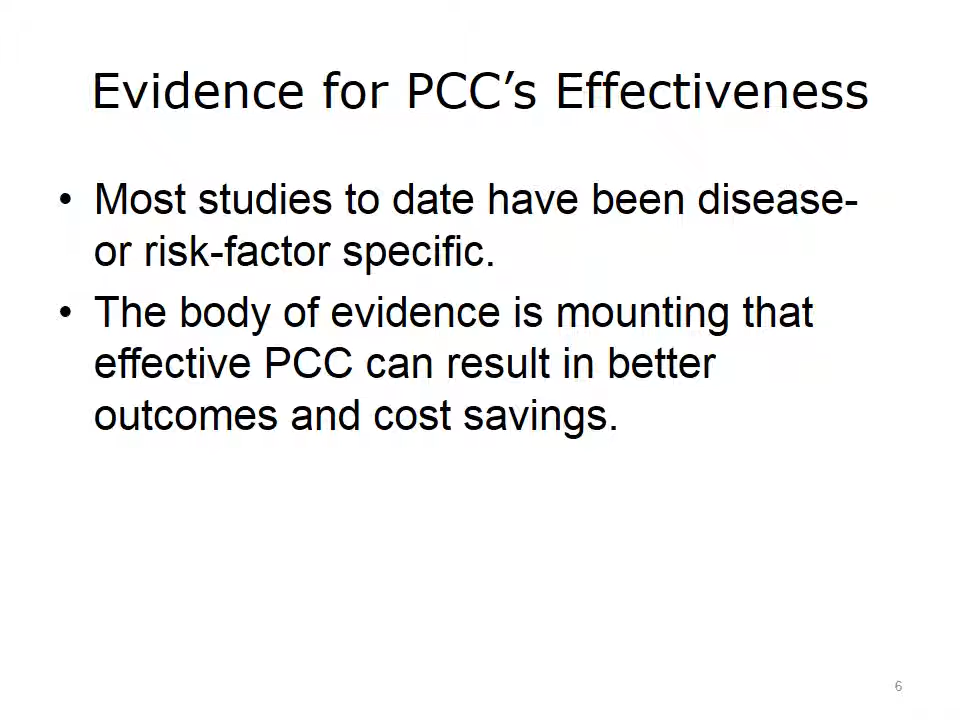 Evidence for PCC’s Effectiveness
• Most studies to date have been disease-
or risk-factor specific.
• The body of evidence is mounting that
effective PCC can result in better
outcomes and cost savings.
6